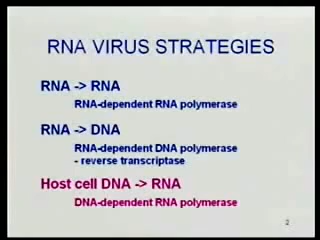 RNA VIRUS STRATEGIES
RNA -> RNA
RNA-dependent RNA polymerase
RNA -> DNA
RNA-dependent DNA polymerase
- reverse transcriptase
Host cell DNA -> RNA
DNA-dependent RNA polymerase
2